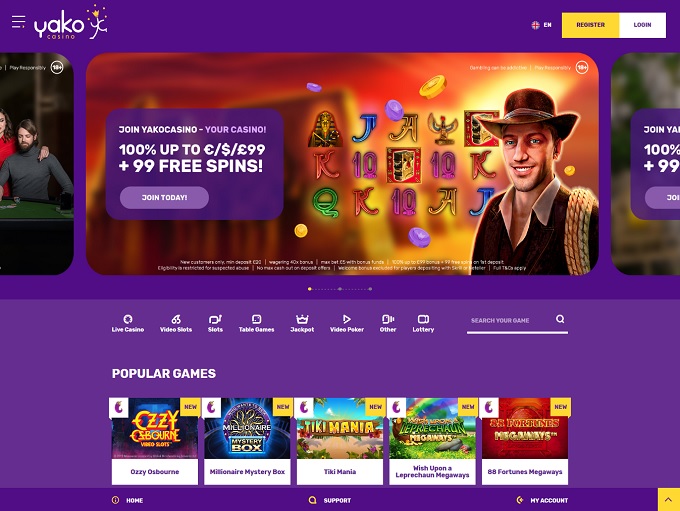 yako
casino
EN
REGISTER
LOGIN
Play Responsibly
18+
Gambling can be addictive | Play Responsibly
18+
JOIN YAKOCASINO - YOUR CASINO!
100% UP TO €/$/£99
+ 99 FREE SPINS!
JOIN TODAY!
JOIN YA
100%
+ 99
JOI
New customers only, min deposit £20 | wagering 40x bonus | max bet £5 with bonus funds | 100% up to £99 bonus + 99 free spins on 1st deposit
Eligibility is restricted for suspected abuse | No max cash out on deposit offers | Welcome bonus excluded for players depositing with Skrill or Neteller | Full T&Cs apply
Live Casino
Video Slots
Slots
Table Games
Jackpot
Video Poker
Other
Lottery
SEARCH YOUR GAME
POPULAR GAMES
NEW
NEW
NEW
NEW
NEW
OZZY
OSBOURNE
VIDEO SLOTS
MILLIONAIRE
MYSTERY
BOX
TIKI MANIA
WISH UPON A
LEPRECHAUN
MEGAWAYS
88 FORTUNES
MEGAWAYS
Ozzy Osbourne
Millionaire Mystery Box
Tiki Mania
Wish Upon a
Leprechaun Megaways
88 Fortunes Megaways
HOME
SUPPORT
MY ACCOUNT